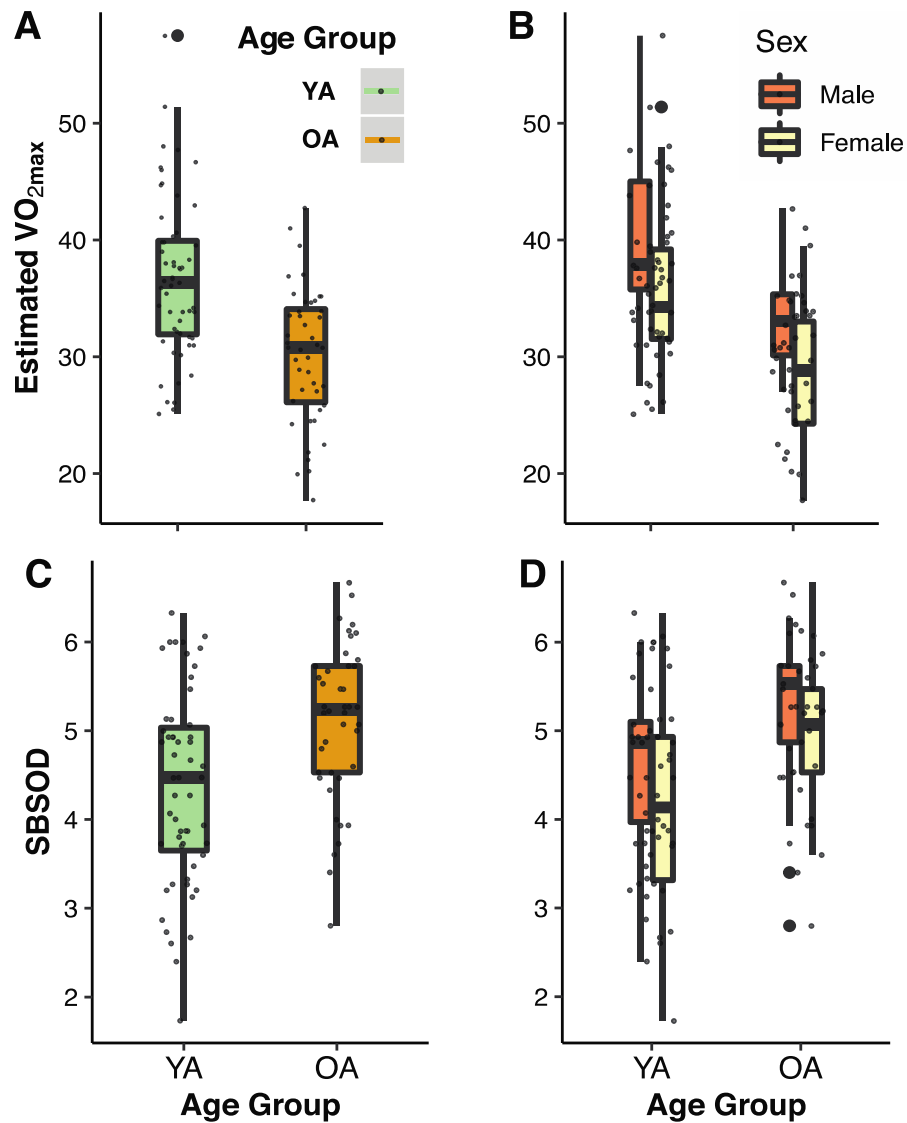 A
Age Group
YA
OA
Estimated VO2max
50
40
30
20
B
Sex
Male
Female
50
40
30
20
C
SBSOD
6
5
4
3
2
YA
OA
Age Group
D
6
5
4
3
2
YA
OA
Age Group